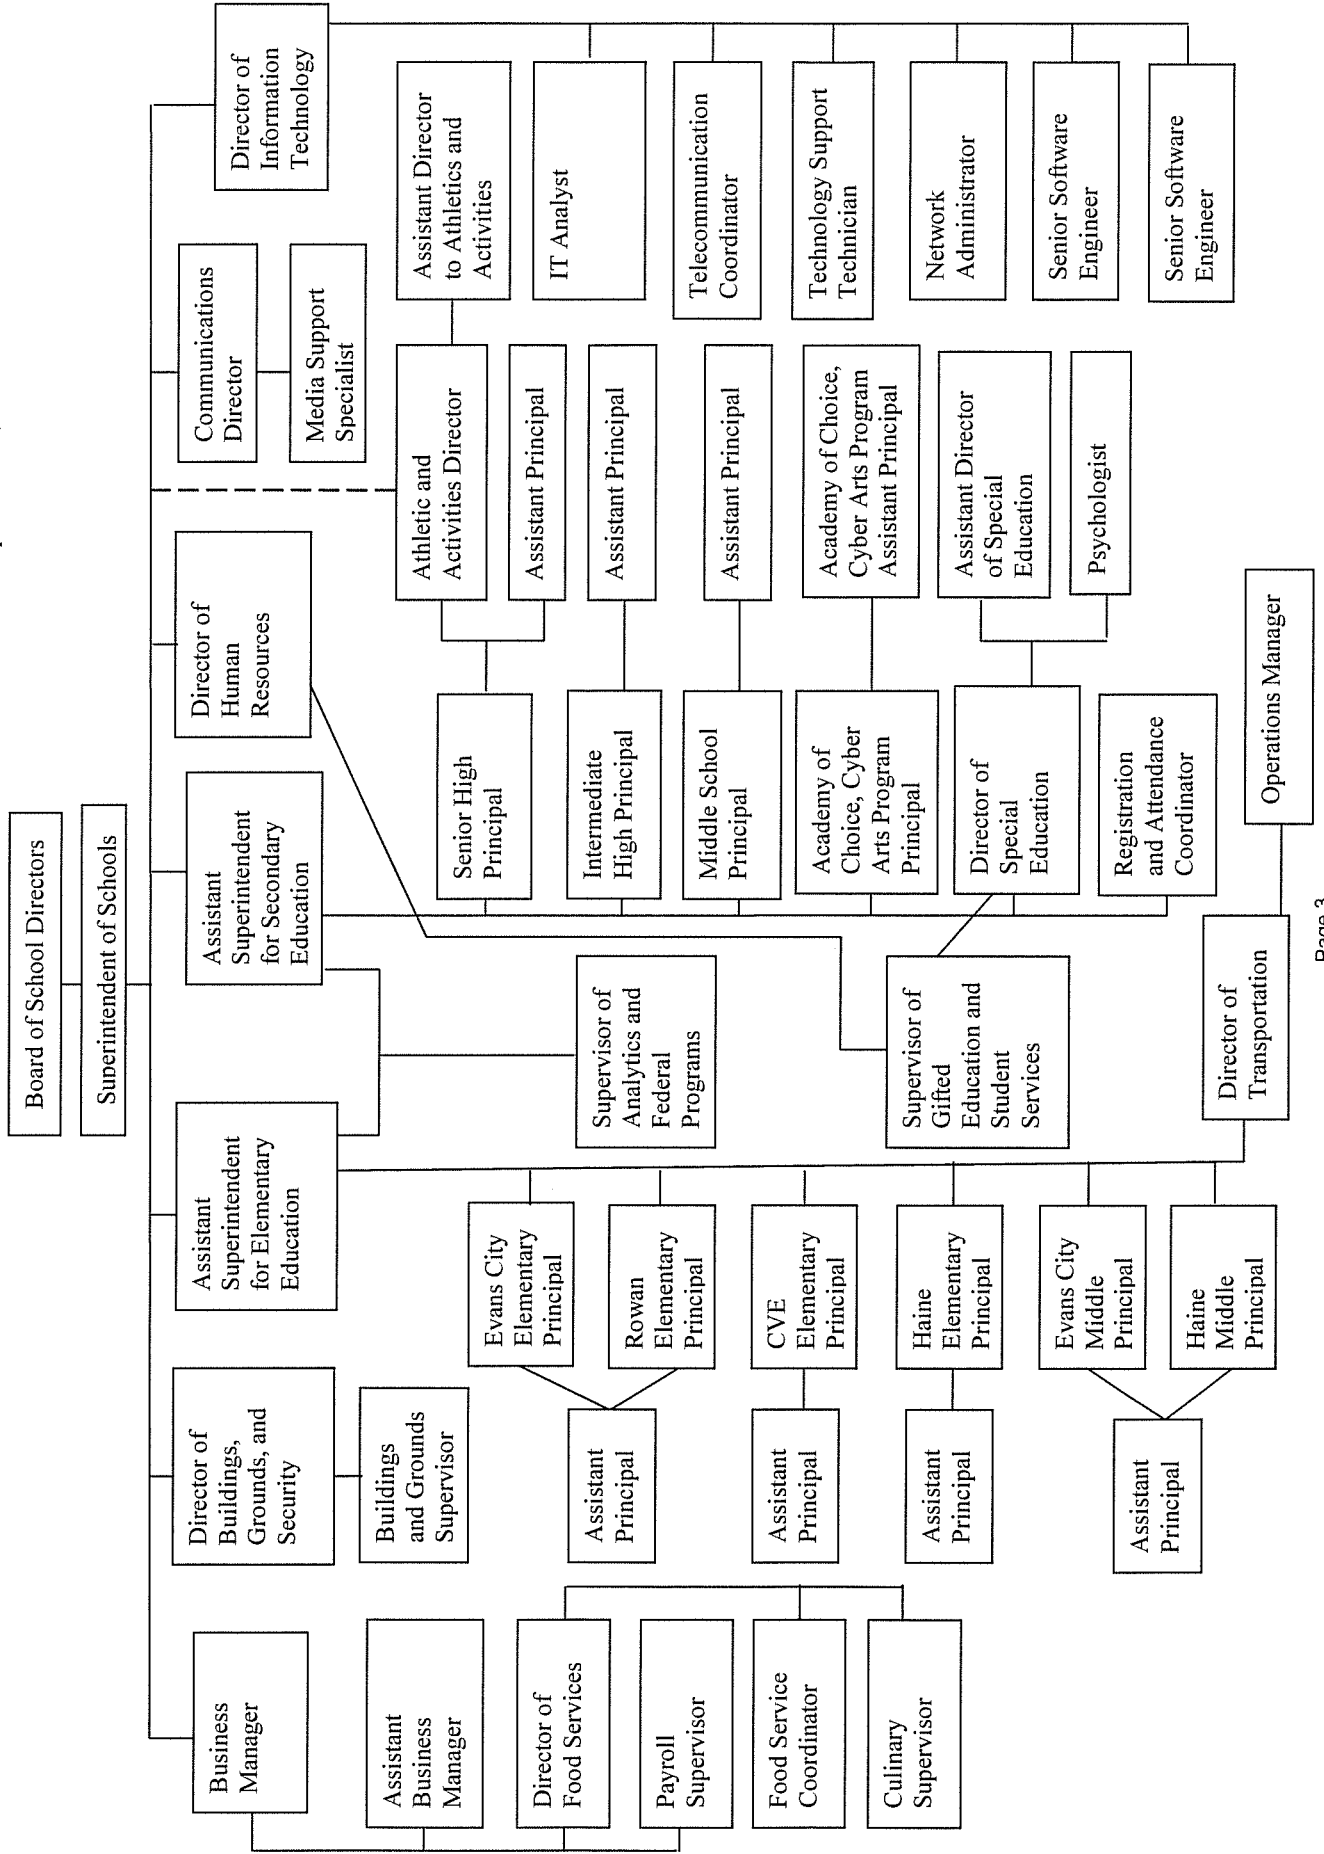 Board of School Directors
Superintendent of Schools
Business
Manager
Director of
Buildings,
Grounds, and
Security
Assistant
Superintendent
for Elementary
Education
Assistant
Superintendent
for Secondary
Education
Director of
Human
Resources
Communications
Director
Director of
Information
Technology
Media Support
Specialist
Buildings
and Grounds
Supervisor
Assistant
Business
Manager
Director of
Food Services
Payroll
Supervisor
Food Service
Coordinator
Culinary
Supervisor
Evans City
Elementary
Principal
Rowan
Elementary
Principal
CVE
Elementary
Principal
Haine
Elementary
Principal
Evans City
Middle
Principal
Haine
Middle
Principal
Assistant
Principal
Assistant
Principal
Assistant
Principal
Assistant
Principal
Supervisor of
Analytics and
Federal
Programs
Supervisor of
Gifted
Education and
Student
Services
Director of
Transportation
Operations Manager
Senior High
Principal
Intermediate
High Principal
Middle School
Principal
Academy of
Choice, Cyber
Arts Program
Principal
Director of
Special
Education
Registration
and Attendance
Coordinator
Athletic and
Activities Director
Assistant Principal
Assistant Principal
Assistant Principal
Academy of Choice,
Cyber Arts Program
Assistant Principal
Assistant Director
of Special
Education
Psychologist
Assistant Director
to Athletics and
Activities
IT Analyst
Telecommunication
Coordinator
Technology Support
Technician
Network
Administrator
Senior Software
Engineer
Senior Software
Engineer
Page 3